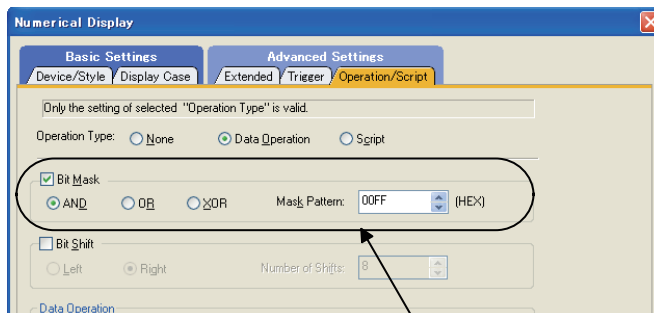 Numerical Display
Basic Settings Advanced Settings
Device/Style Display Case Extended Trigger Operation/Script
Only the setting of selected "Operation Type" is valid.
Operation Type: None Data Operation Script
Bit Mask
AND OR XOR Mask Pattern: 00FF (HEX)
Bit Shift
Left Right Number of Shifts: 8
Data Operation